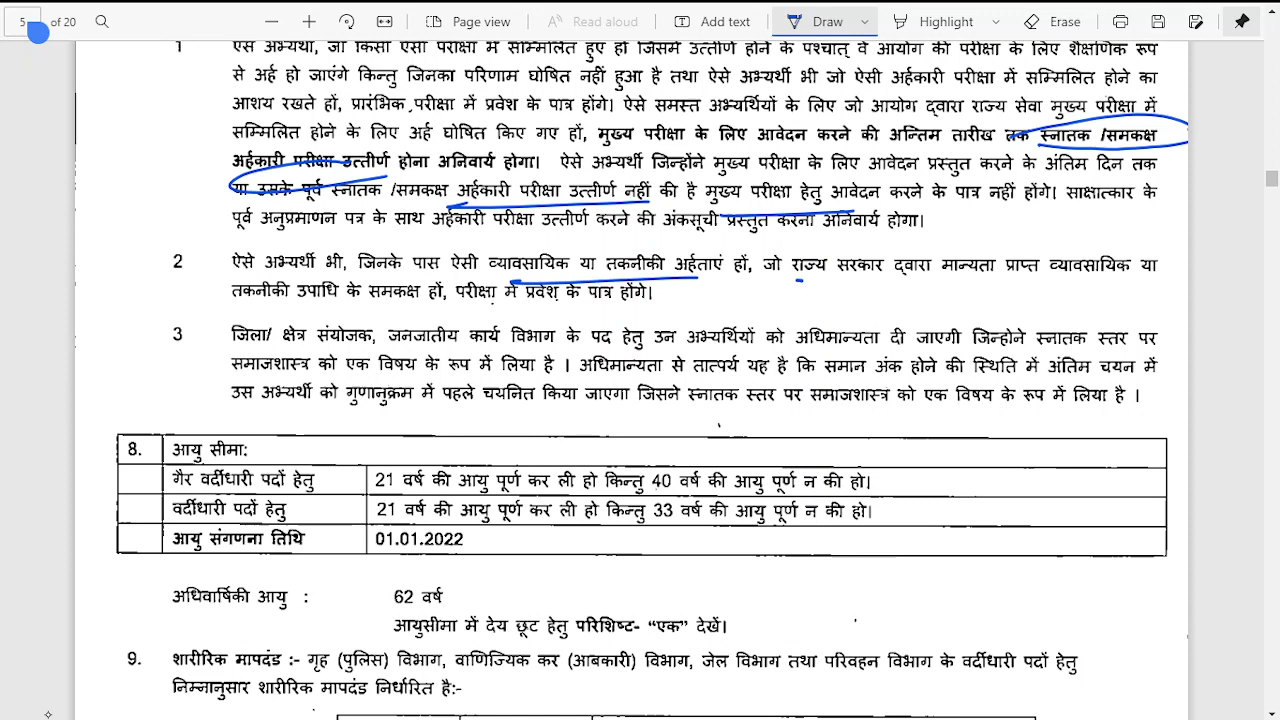 5 of 20 Page view Read aloud Add text Draw Highlight Erase
1 ऐसे अभ्यर्थी, जो किसी ऐसी परीक्षा में सम्मिलित हुए हों जिसमें उत्तीर्ण होने के पश्चात् वे आयोग की परीक्षा के लिए शैक्षणिक रूप
से अर्ह हो जाएंगे किन्तु जिनका परिणाम घोषित नहीं हुआ है तथा ऐसे अभ्यर्थी भी जो ऐसी अर्हकारी परीक्षा में सम्मिलित होने का
आशय रखते हों, प्रारंभिक परीक्षा में प्रवेश के पात्र होंगे। ऐसे समस्त अभ्यर्थियों के लिए जो आयोग द्वारा राज्य सेवा मुख्य परीक्षा में
सम्मिलित होने के लिए अर्ह घोषित किए गए हों, मुख्य परीक्षा के लिए आवेदन करने की अन्तिम तारीख तक स्नातक /समकक्ष
अर्हकारी परीक्षा उत्तीर्ण होना अनिवार्य होगा। ऐसे अभ्यर्थी जिन्होंने मुख्य परीक्षा के लिए आवेदन प्रस्तुत करने के अंतिम दिन तक
या उसके पूर्व स्नातक /समकक्ष अर्हकारी परीक्षा उत्तीर्ण नहीं की है मुख्य परीक्षा हेतु आवेदन करने के पात्र नहीं होंगे। साक्षात्कार के
पूर्व अनुप्रमाणन पत्र के साथ अर्हकारी परीक्षा उत्तीर्ण करने की अंकसूची प्रस्तुत करना अनिवार्य होगा।
2 ऐसे अभ्यर्थी भी, जिनके पास ऐसी व्यावसायिक या तकनीकी अर्हताएं हों, जो राज्य सरकार द्वारा मान्यता प्राप्त व्यावसायिक या
तकनीकी उपाधि के समकक्ष हों, परीक्षा में प्रवेश के पात्र होंगे।
3 जिला/ क्षेत्र संयोजक, जनजातीय कार्य विभाग के पद हेतु उन अभ्यर्थियों को अधिमान्यता दी जाएगी जिन्होने स्नातक स्तर पर
समाजशास्त्र को एक विषय के रूप में लिया है । अधिमान्यता से तात्पर्य यह है कि समान अंक होने की स्थिति में अंतिम चयन में
उस अभ्यर्थी को गुणानुक्रम में पहले चयनित किया जाएगा जिसने स्नातक स्तर पर समाजशास्त्र को एक विषय के रूप में लिया है ।
8. आयु सीमा:
गैर वर्दीधारी पदों हेतु 21 वर्ष की आयु पूर्ण कर ली हो किन्तु 40 वर्ष की आयु पूर्ण न की हो।
वर्दीधारी पदों हेतु 21 वर्ष की आयु पूर्ण कर ली हो किन्तु 33 वर्ष की आयु पूर्ण न की हो।
आयु संगणना तिथि 01.01.2022
अधिवार्षिकी आयु : 62 वर्ष
आयुसीमा में देय छूट हेतु परिशिष्ट- “एक” देखें।
9. शारीरिक मापदंड :- गृह (पुलिस) विभाग, वाणिज्यिक कर (आबकारी) विभाग, जेल विभाग तथा परिवहन विभाग के वर्दीधारी पदों हेतु
निम्नानुसार शारीरिक मापदंड निर्धारित है:-